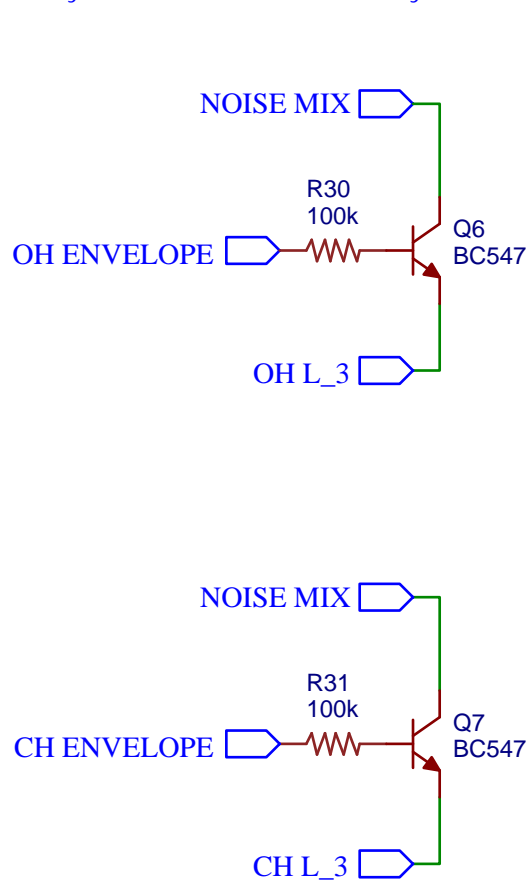 NOISE MIX
R30
100k
Q6
OH ENVELOPE
BC547
OH L_3
NOISE MIX
R31
100k
Q7
CH ENVELOPE
BC547
CH L_3